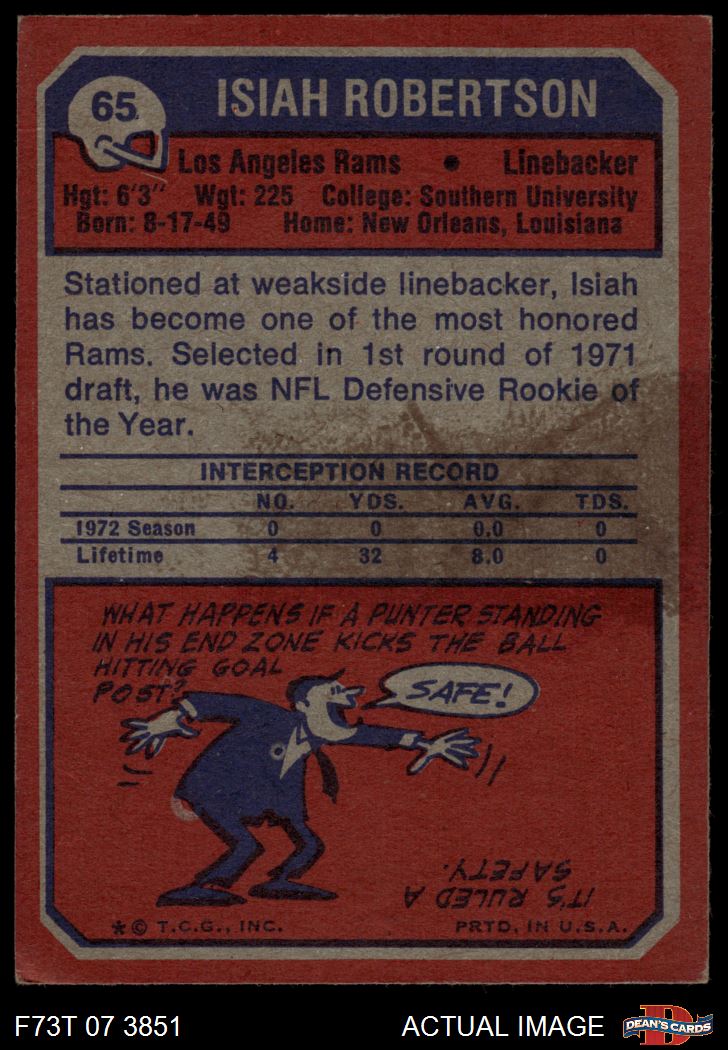 65
ISIAH ROBERTSON
Los Angeles Rams • Linebacker
Hgt: 6'3" Wgt: 225 College: Southern University
Born: 8-17-49 Home: New Orleans, Louisiana
Stationed at weakside linebacker, Isiah
has become one of the most honored
Rams. Selected in 1st round of 1971
draft, he was NFL Defensive Rookie of
the Year.
INTERCEPTION RECORD
NO. YDS. AVG. TDS.
1972 Season 0 0 0.0 0
Lifetime 4 32 8.0 0
WHAT HAPPENS IF A PUNTER STANDING
IN HIS END ZONE KICKS THE BALL
HITTING GOAL
POST?
SAFE!
IT'S RULED A
SAFETY.
* © T.C.G., INC. PRTD. IN U.S.A.
F73T 07 3851 ACTUAL IMAGE
D
DEAN'S CARDS